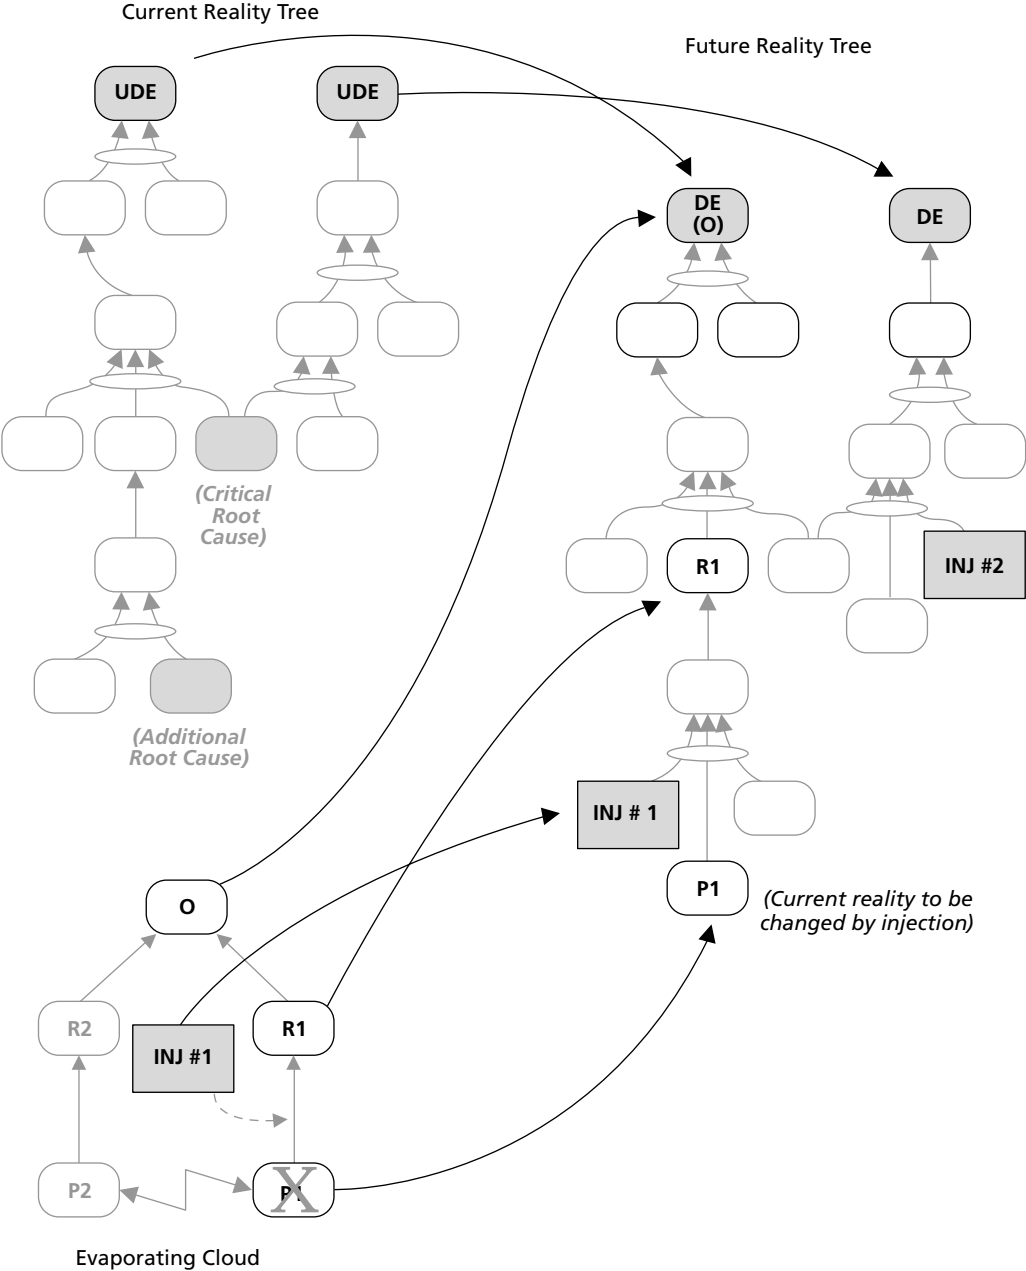 Current Reality Tree
Future Reality Tree
UDE
UDE
DE
(O)
DE
(Critical
Root
Cause)
R1
INJ #2
(Additional
Root Cause)
INJ # 1
P1
(Current reality to be
changed by injection)
O
R2
INJ #1
R1
P2
P1
X
Evaporating Cloud